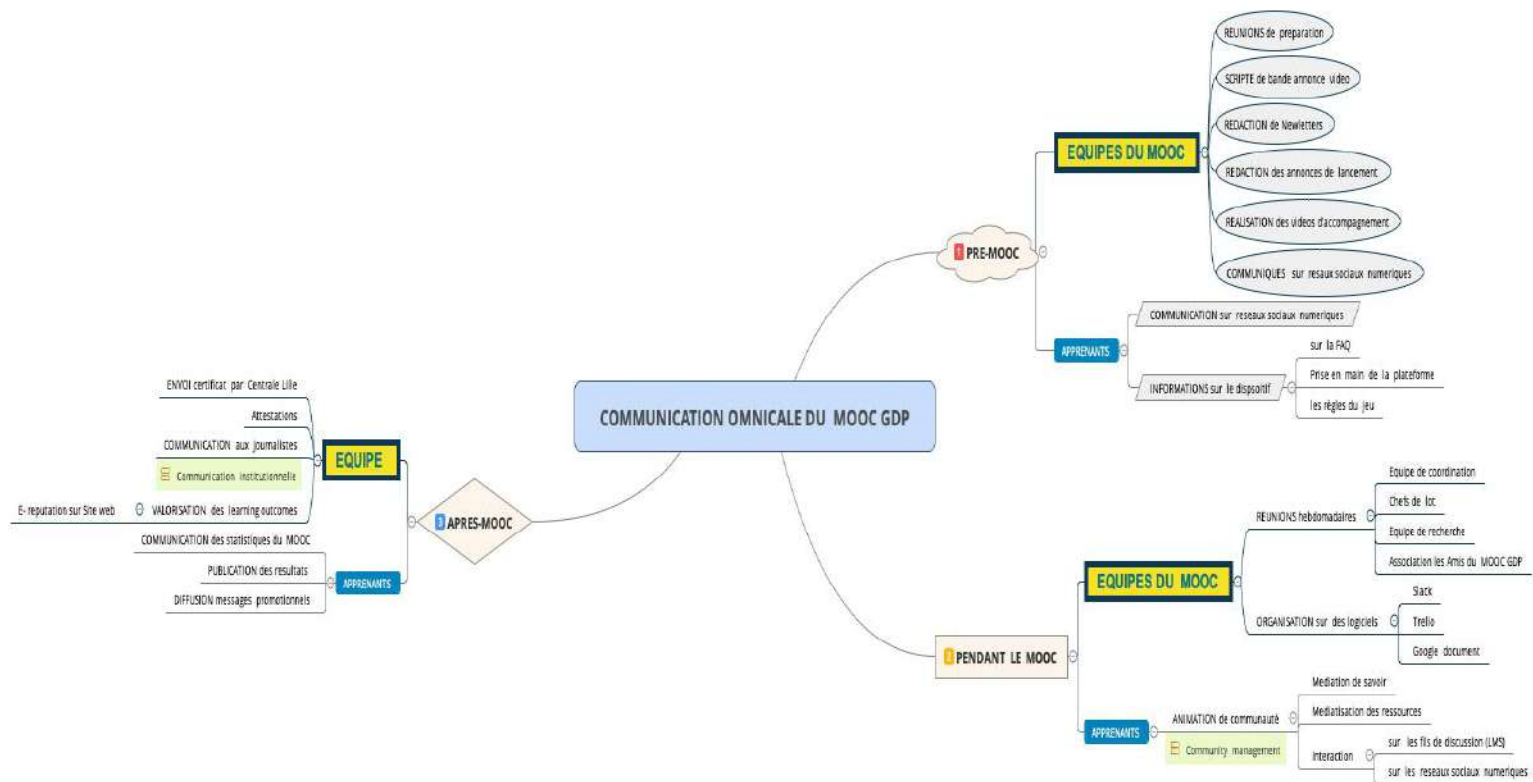 COMMUNICATION OMNICALE DU MOOC GDP
1 PRE-MOOC
EQUIPES DU MOOC
REUNIONS de preparation
SCRIPTE de bande annonce video
REDACTION de Newletters
REDACTION des annonces de lancement
REALISATION des videos d'accompagnement
COMMUNIQUES sur resaux sociaux numeriques
APPRENANTS
COMMUNICATION sur reseaux sociaux numeriques
INFORMATIONS sur le dispsoitif
sur la FAQ
Prise en main de la plateforme
les règles du jeu
2 PENDANT LE MOOC
EQUIPES DU MOOC
REUNIONS hebdomadaires
Equipe de coordination
Chefs de lot
Equipe de recherche
Association les Amis du MOOC GDP
ORGANISATION sur des logiciels
Slack
Trello
Google document
APPRENANTS
ANIMATION de communauté
Community management
Mediation de savoir
Mediatisation des ressources
Interaction
sur les fils de discussion (LMS)
sur les reseaux sociaux numeriques
3 APRES-MOOC
EQUIPE
ENVOI certificat par Centrale Lille
Attestations
COMMUNICATION aux journalistes
Communication institutionnelle
VALORISATION des learning outcomes
E- reputation sur Site web
APPRENANTS
COMMUNICATION des statistiques du MOOC
PUBLICATION des resultats
DIFFUSION messages promotionnels